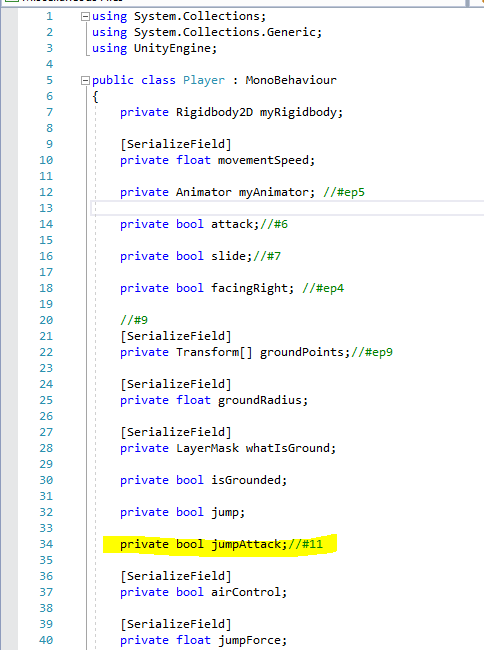 1 using System.Collections;
2 using System.Collections.Generic;
3 using UnityEngine;
4
5 public class Player : MonoBehaviour
6 {
7 private Rigidbody2D myRigidbody;
8
9 [SerializeField]
10 private float movementSpeed;
11
12 private Animator myAnimator; //#ep5
13
14 private bool attack;//#6
15
16 private bool slide;//#7
17
18 private bool facingRight; //#ep4
19
20 //#9
21 [SerializeField]
22 private Transform[] groundPoints;//#ep9
23
24 [SerializeField]
25 private float groundRadius;
26
27 [SerializeField]
28 private LayerMask whatIsGround;
29
30 private bool isGrounded;
31
32 private bool jump;
33
34 private bool jumpAttack;//#11
35
36 [SerializeField]
37 private bool airControl;
38
39 [SerializeField]
40 private float jumpForce;